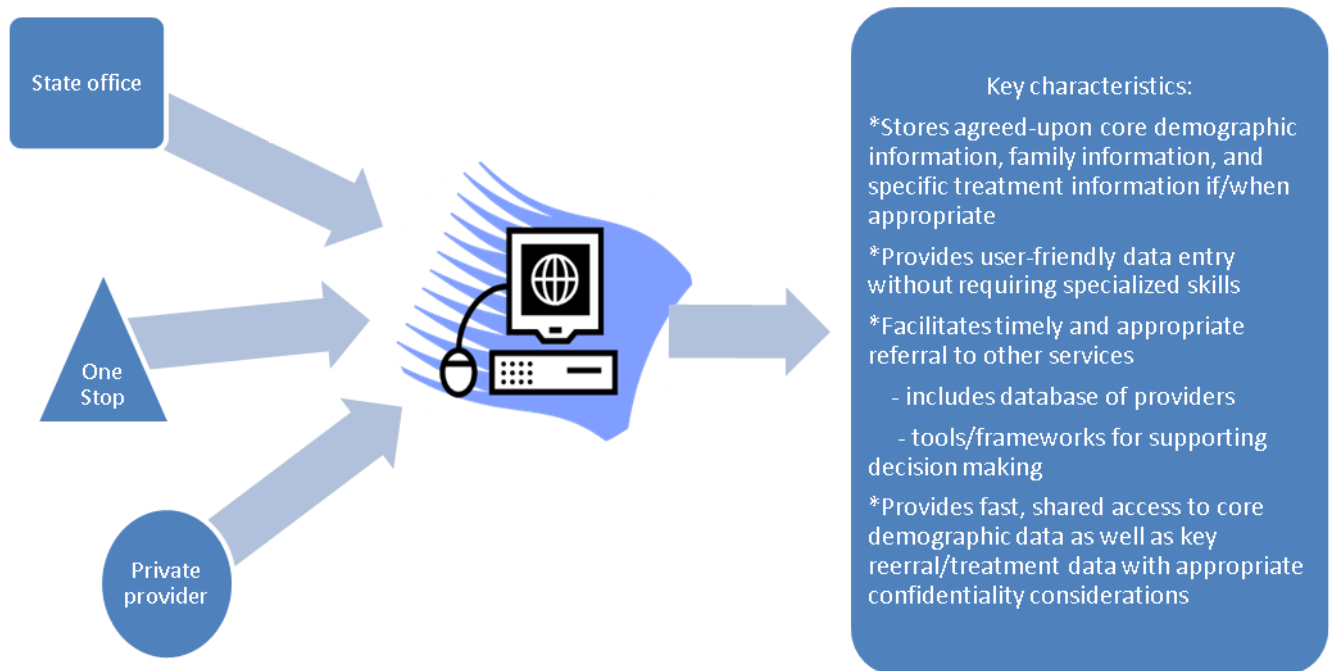 State office
One
Stop
Private
provider
Key characteristics:
*Stores agreed-upon core demographic
information, family information, and
specific treatment information if/when
appropriate
*Provides user-friendly data entry
without requiring specialized skills
*Facilitates timely and appropriate
referral to other services
- includes database of providers
- tools/frameworks for supporting
decision making
*Provides fast, shared access to core
demographic data as well as key
reerral/treatment data with appropriate
confidentiality considerations